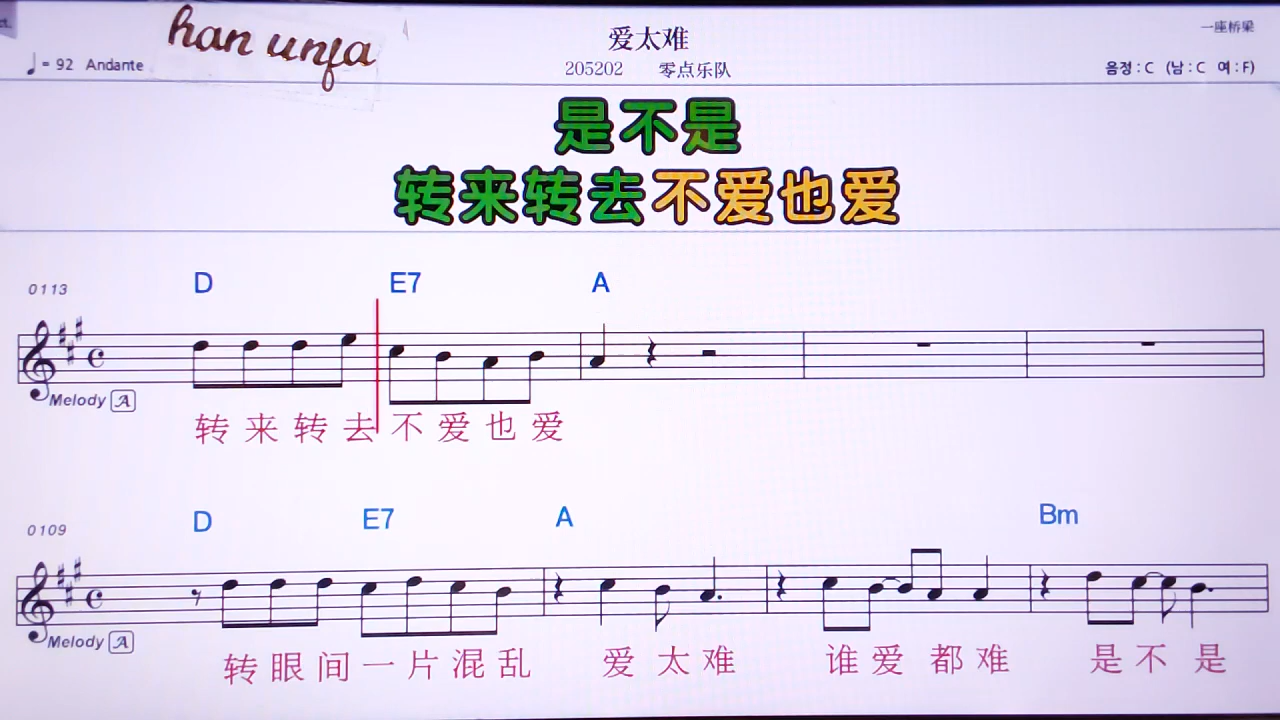 ct.
han unfa
爱太难
一座桥梁
♩= 92 Andante
205202 零点乐队
음정 : C (남 : C 여 : F)
是不是
转来转去不爱也爱
0113
D E7 A
Melody A
转来转去不爱也爱
0109
D E7 A Bm
Melody A
转眼间一片混乱 爱太难 谁爱都难 是不是